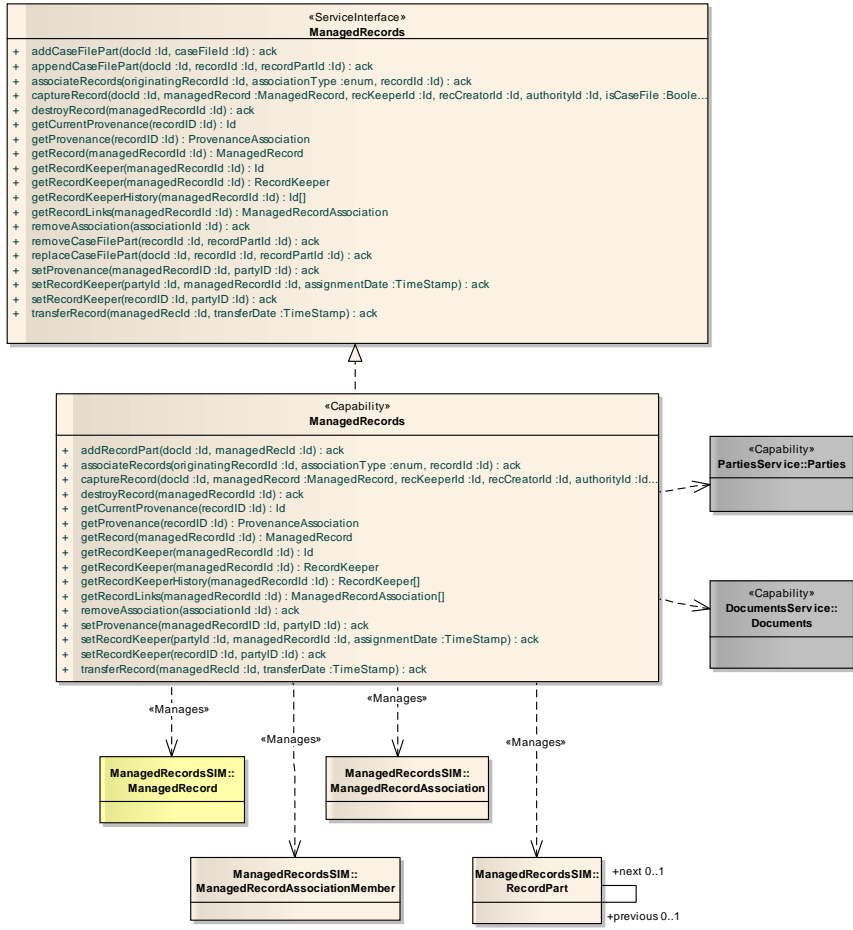 «ServiceInterface»
ManagedRecords
+ addCaseFilePart(docId :Id, caseFileId :Id) : ack
+ appendCasePart(docId :Id, recordId :Id, recordPartId :Id) : ack
+ associateRecords(originatingRecordId :Id, associationType :enum, recordId :Id) : ack
+ captureRecord(docId :Id, managedRecord :ManagedRecord, recKeeperId :Id, recCreatorId :Id, authorityId :Id, isCaseFile :Boole...
+ destroyRecord(managedRecordId :Id) : ack
+ getCurrentProvenance(recordID :Id) : Id
+ getProvenance(recordID :Id) : ProvenanceAssociation
+ getRecord(managedRecordId :Id) : ManagedRecord
+ getRecordKeeper(managedRecordId :Id) : Id
+ getRecordKeeper(managedRecordId :Id) : RecordKeeper
+ getRecordKeeperHistory(managedRecordId :Id) : Id[]
+ getRecordLinks(managedRecordId :Id) : ManagedRecordAssociation
+ removeAssociation(associationId :Id) : ack
+ removeCaseFilePart(recordId :Id, recordPartId :Id) : ack
+ replaceCaseFilePart(docId :Id, recordId :Id, recordPartId :Id) : ack
+ setProvenance(managedRecordID :Id, partyID :Id) : ack
+ setRecordKeeper(partyId :Id, managedRecordId :Id, assignmentDate :TimeStamp) : ack
+ setRecordKeeper(recordID :Id, partyID :Id) : ack
+ transferRecord(managedRecId :Id, transferDate :TimeStamp) : ack
«Capability»
ManagedRecords
+ addRecordPart(docId :Id, managedRecId :Id) : ack
+ associateRecords(originatingRecordId :Id, associationType :enum, recordId :Id) : ack
+ captureRecord(docId :Id, managedRecord :ManagedRecord, recKeeperId :Id, recCreatorId :Id, authorityId :Id...
+ destroyRecord(managedRecordId :Id) : ack
+ getCurrentProvenance(recordID :Id) : Id
+ getProvenance(recordID :Id) : ProvenanceAssociation
+ getRecord(managedRecordId :Id) : ManagedRecord
+ getRecordKeeper(managedRecordId :Id) : Id
+ getRecordKeeper(managedRecordId :Id) : RecordKeeper
+ getRecordKeeperHistory(managedRecordId :Id) : RecordKeeper[]
+ getRecordLinks(managedRecordId :Id) : ManagedRecordAssociation[]
+ removeAssociation(associationId :Id) : ack
+ setProvenance(managedRecordID :Id, partyID :Id) : ack
+ setRecordKeeper(partyId :Id, managedRecordId :Id, assignmentDate :TimeStamp) : ack
+ setRecordKeeper(recordID :Id, partyID :Id) : ack
+ transferRecord(managedRecId :Id, transferDate :TimeStamp) : ack
«Capability»
PartiesService::Parties
«Capability»
DocumentsService::
Documents
«Manages»
«Manages»
«Manages»
«Manages»
ManagedRecordsSIM::
ManagedRecord
ManagedRecordsSIM::
ManagedRecordAssociation
ManagedRecordsSIM::
ManagedRecordAssociationMember
ManagedRecordsSIM::
RecordPart
+next 0..1
+previous 0..1